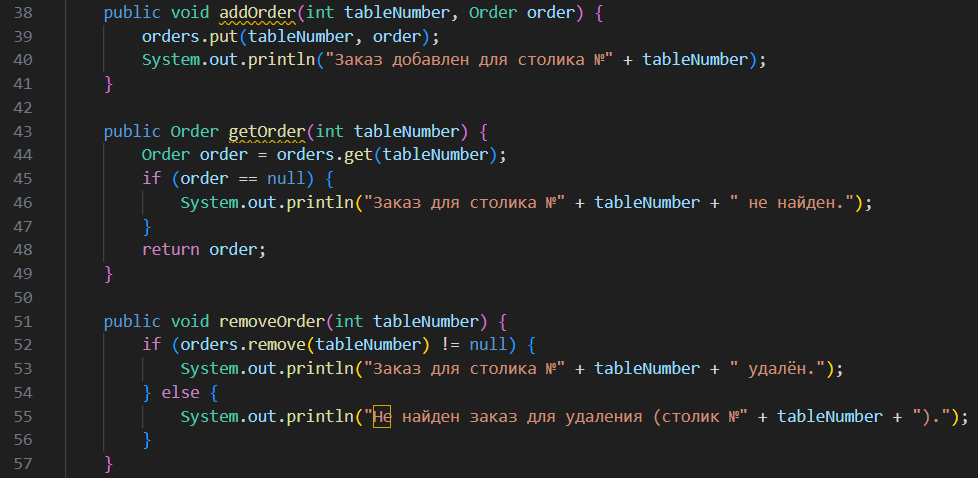 38 public void addOrder(int tableNumber, Order order) {
39 orders.put(tableNumber, order);
40 System.out.println("Заказ добавлен для столика №" + tableNumber);
41 }
42
43 public Order getOrder(int tableNumber) {
44 Order order = orders.get(tableNumber);
45 if (order == null) {
46 System.out.println("Заказ для столика №" + tableNumber + " не найден.");
47 }
48 return order;
49 }
50
51 public void removeOrder(int tableNumber) {
52 if (orders.remove(tableNumber) != null) {
53 System.out.println("Заказ для столика №" + tableNumber + " удалён.");
54 } else {
55 System.out.println("Не найден заказ для удаления (столик №" + tableNumber + ").");
56 }
57 }